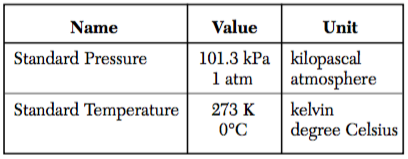 Name Value Unit
Standard Pressure 101.3 kPa kilopascal
1 atm atmosphere
Standard Temperature 273 K kelvin
0°C degree Celsius